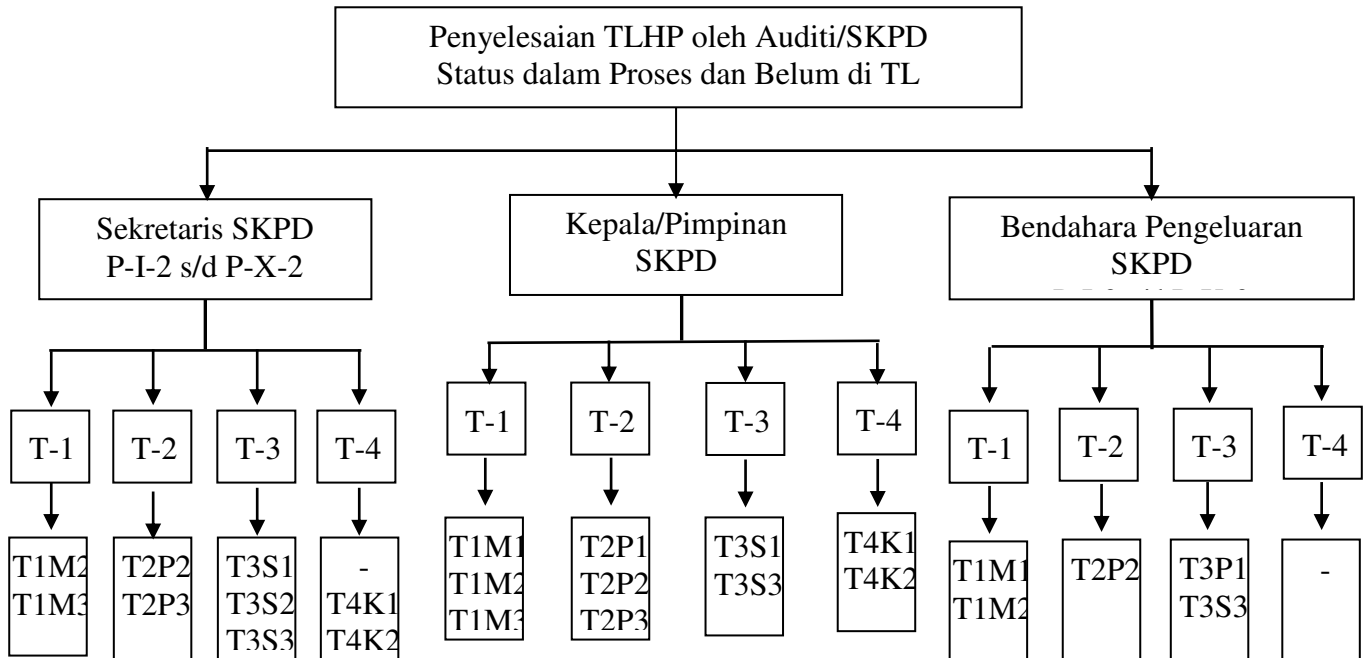 Penyelesaian TLHP oleh Auditi/SKPD
Status dalam Proses dan Belum di TL
Sekretaris SKPD
P-I-2 s/d P-X-2
Kepala/Pimpinan
SKPD
Bendahara Pengeluaran
SKPD
T-1
T-2
T-3
T-4
T-1
T-2
T-3
T-4
T-1
T-2
T-3
T-4
T1M2
T1M3
T2P2
T2P3
T3S1
T3S2
T3S3
-
T4K1
T4K2
T1M1
T1M2
T1M3
T2P1
T2P2
T2P3
T3S1
T3S3
T4K1
T4K2
T1M1
T1M2
T2P2
T3P1
T3S3
-